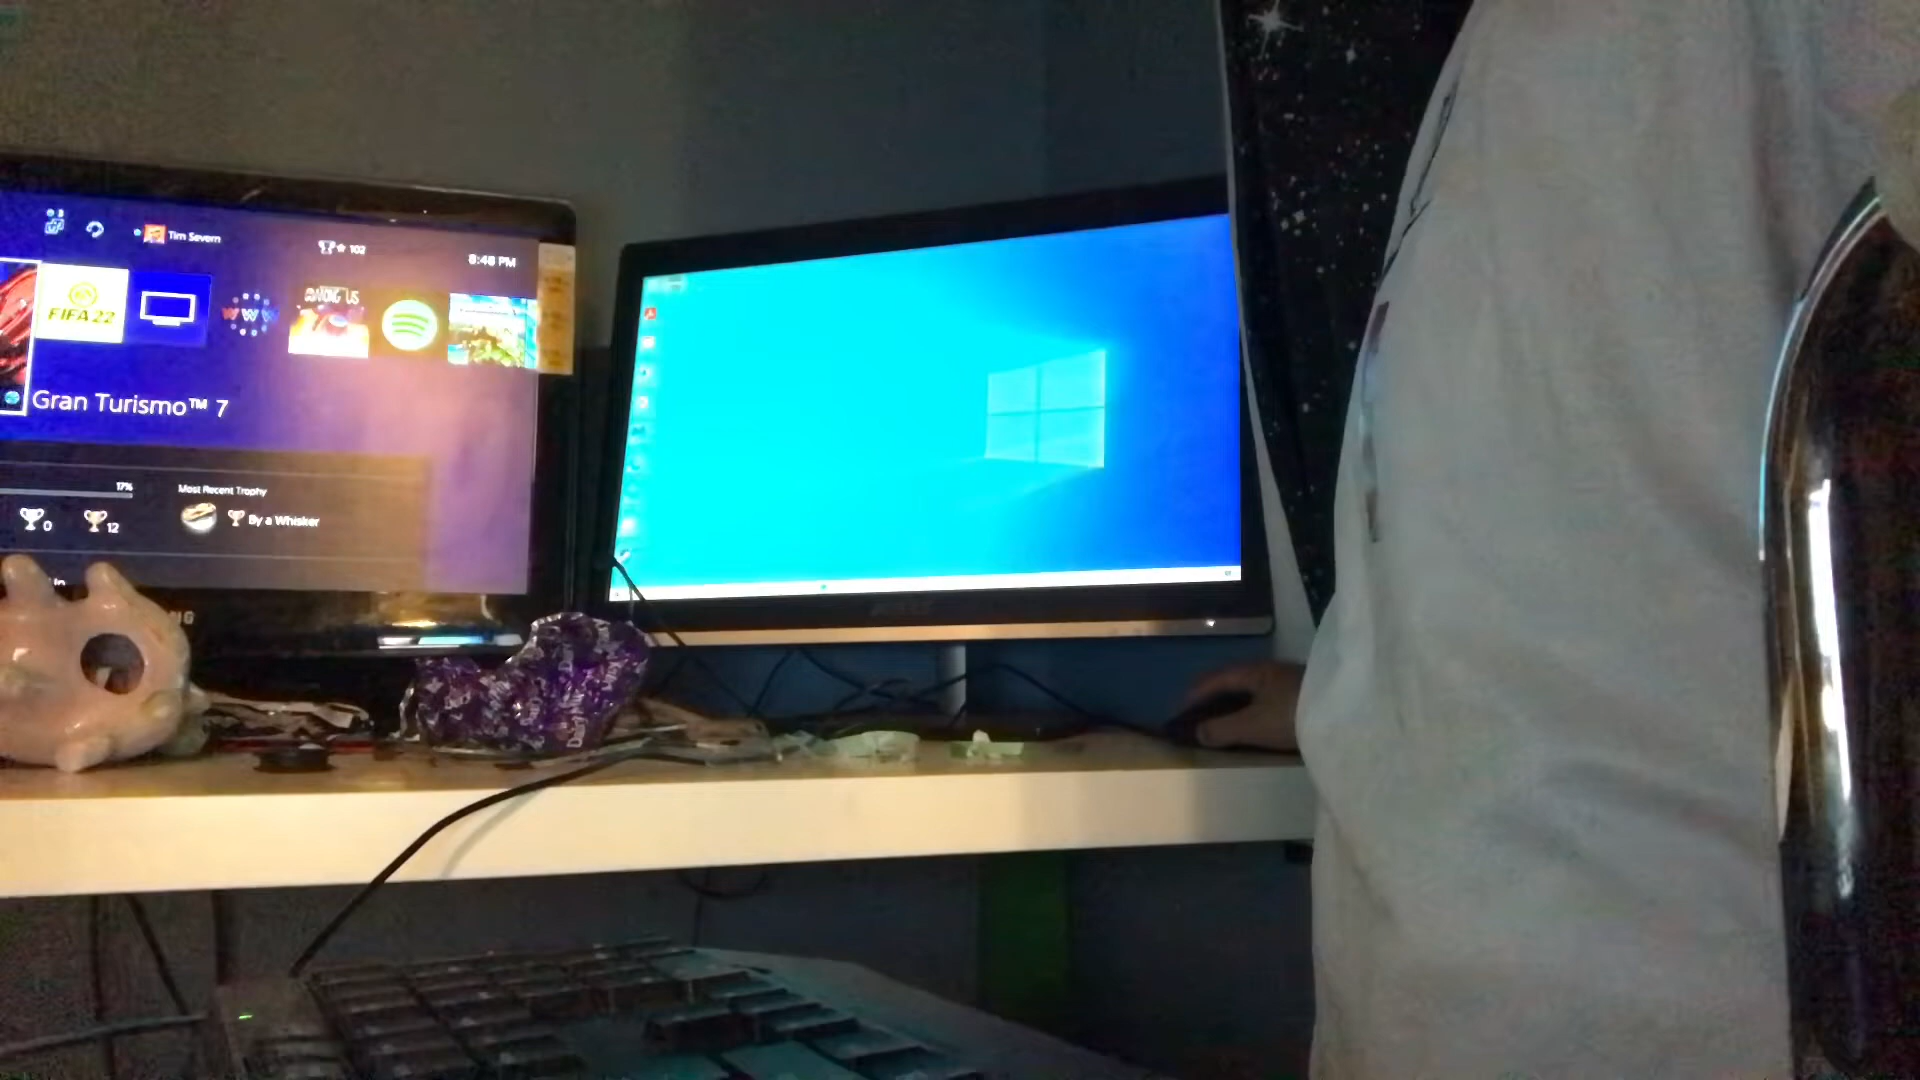 Tim Severn
102
8:48 PM
FIFA 22
WWW
AMONG US
Gran Turismo™ 7
17%
Most Recent Trophy
0
12
By a Whisker